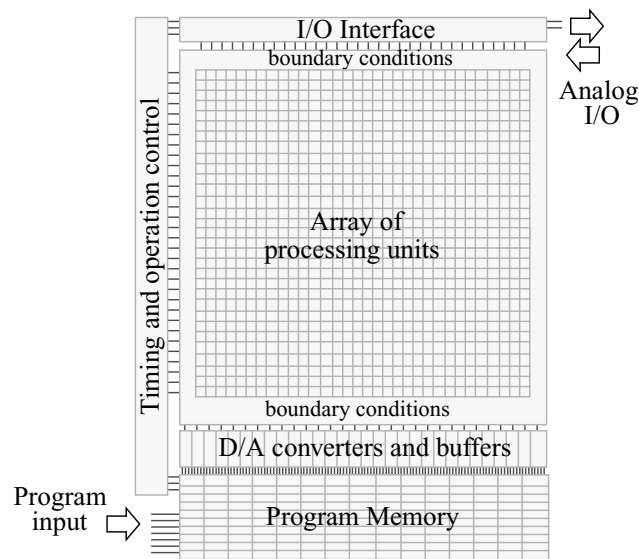 I/O Interface
boundary conditions
Analog
I/O
Timing and operation control
Array of
processing units
boundary conditions
D/A converters and buffers
Program
input
Program Memory